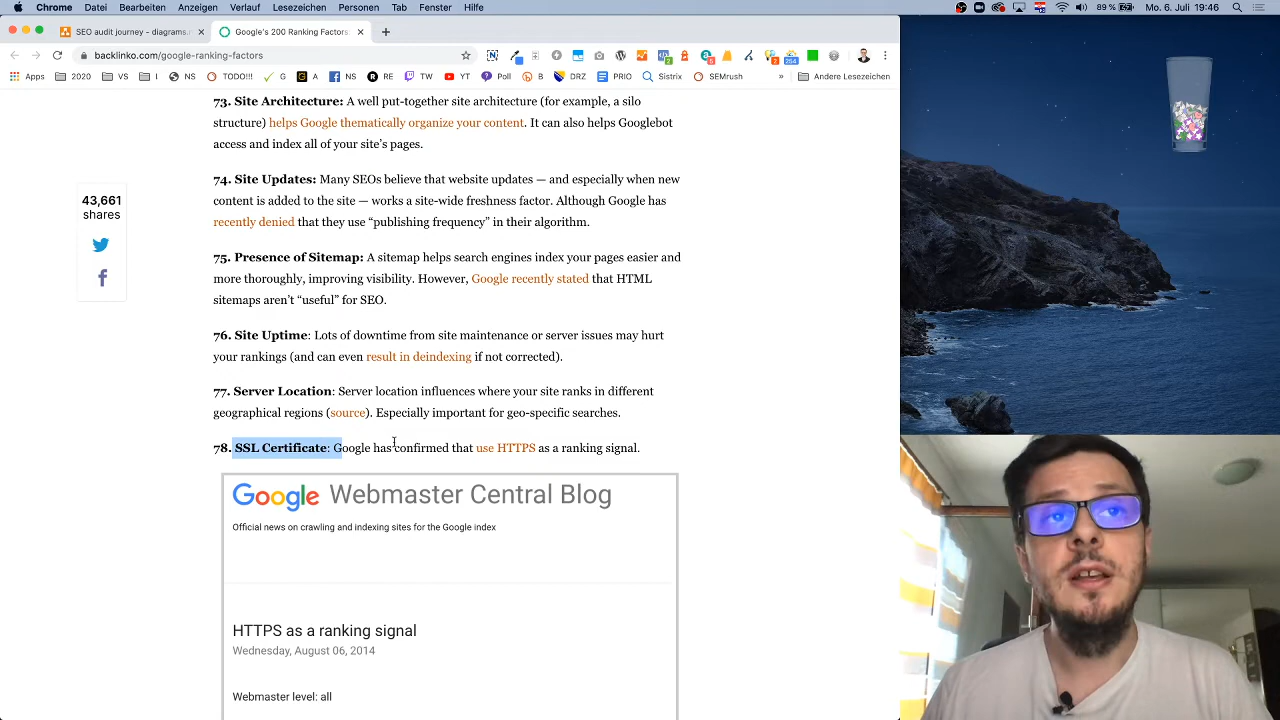 Chrome Datei Bearbeiten Anzeigen Verlauf Lesezeichen Personen Tab Fenster Hilfe 89 % Mo. 6. Juli 19:46
SEO audit journey - diagrams.n Google's 200 Ranking Factors:
backlinko.com/google-ranking-factors
Apps 2020 VS I NS TODO!!! G A NS RE TW YT Poll B DRZ PRIO Sistrix SEMrush » Andere Lesezeichen
73. Site Architecture: A well put-together site architecture (for example, a silo
structure) helps Google thematically organize your content. It can also helps Googlebot
access and index all of your site's pages.
74. Site Updates: Many SEOs believe that website updates — and especially when new
content is added to the site — works a site-wide freshness factor. Although Google has
recently denied that they use “publishing frequency” in their algorithm.
43,661
shares
75. Presence of Sitemap: A sitemap helps search engines index your pages easier and
more thoroughly, improving visibility. However, Google recently stated that HTML
sitemaps aren't “useful” for SEO.
76. Site Uptime: Lots of downtime from site maintenance or server issues may hurt
your rankings (and can even result in deindexing if not corrected).
77. Server Location: Server location influences where your site ranks in different
geographical regions (source). Especially important for geo-specific searches.
78. SSL Certificate: Google has confirmed that use HTTPS as a ranking signal.
Google Webmaster Central Blog
Official news on crawling and indexing sites for the Google index
HTTPS as a ranking signal
Wednesday, August 06, 2014
Webmaster level: all